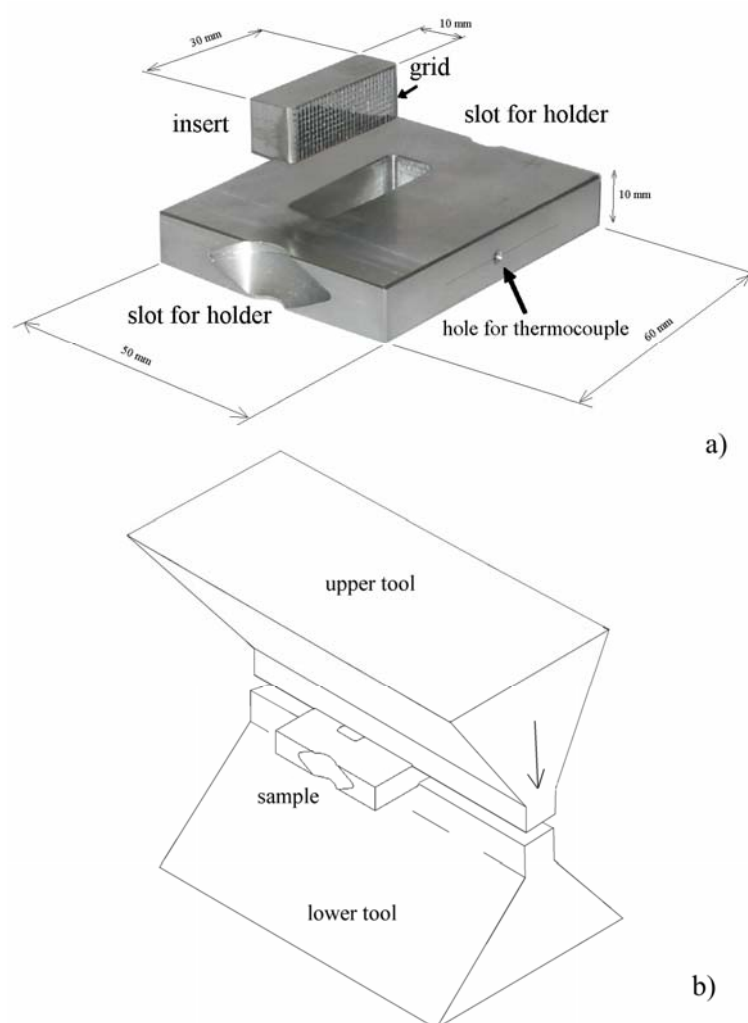 10 mm
30 mm
grid
insert
slot for holder
10 mm
slot for holder
hole for thermocouple
50 mm
60 mm
a)
upper tool
sample
lower tool
b)